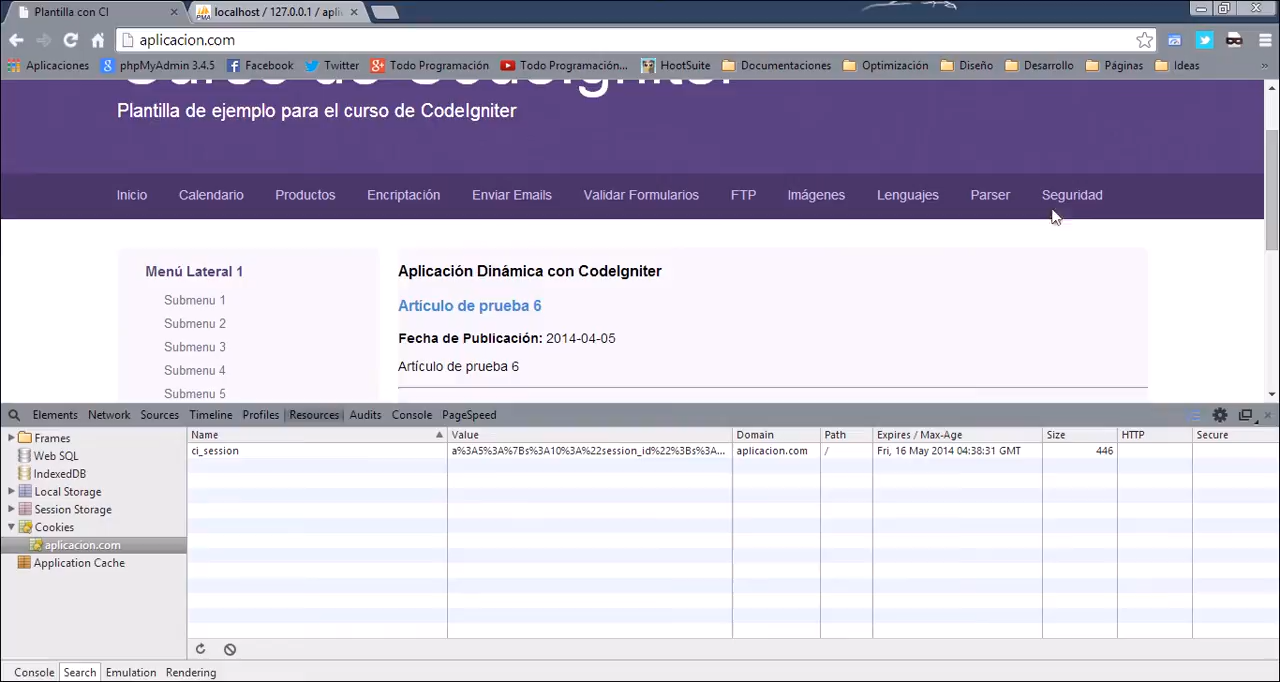 Plantilla con CI
localhost / 127.0.0.1 / apli
aplicacion.com
Aplicaciones phpMyAdmin 3.4.5 Facebook Twitter Todo Programación Todo Programación... HootSuite Documentaciones Optimización Diseño Desarrollo Páginas Ideas »
Curso de CodeIgniter
Plantilla de ejemplo para el curso de CodeIgniter
Inicio Calendario Productos Encriptación Enviar Emails Validar Formularios FTP Imágenes Lenguajes Parser Seguridad
Menú Lateral 1
Submenu 1
Submenu 2
Submenu 3
Submenu 4
Submenu 5
Aplicación Dinámica con CodeIgniter
Articulo de prueba 6
Fecha de Publicación: 2014-04-05
Artículo de prueba 6
Elements Network Sources Timeline Profiles Resources Audits Console PageSpeed
Frames
Web SQL
IndexedDB
Local Storage
Session Storage
Cookies
aplicacion.com
Application Cache
Name Value Domain Path Expires / Max-Age Size HTTP Secure
ci_session a%3A5%3A%7Bs%3A10%3A%22session_id%22%3Bs%3A... aplicacion.com / Fri, 16 May 2014 04:38:31 GMT 446
Console Search Emulation Rendering